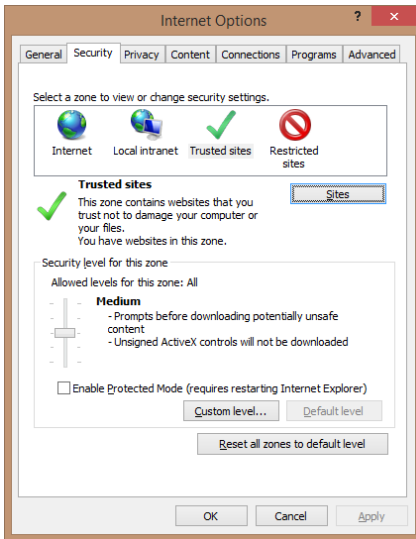 Internet Options
?
x
General Security Privacy Content Connections Programs Advanced
Select a zone to view or change security settings.
Internet Local intranet Trusted sites Restricted sites
Trusted sites
Sites
This zone contains websites that you
trust not to damage your computer or
your files.
You have websites in this zone.
Security level for this zone
Allowed levels for this zone: All
Medium
- Prompts before downloading potentially unsafe
content
- Unsigned ActiveX controls will not be downloaded
Enable Protected Mode (requires restarting Internet Explorer)
Custom level... Default level
Reset all zones to default level
OK Cancel Apply